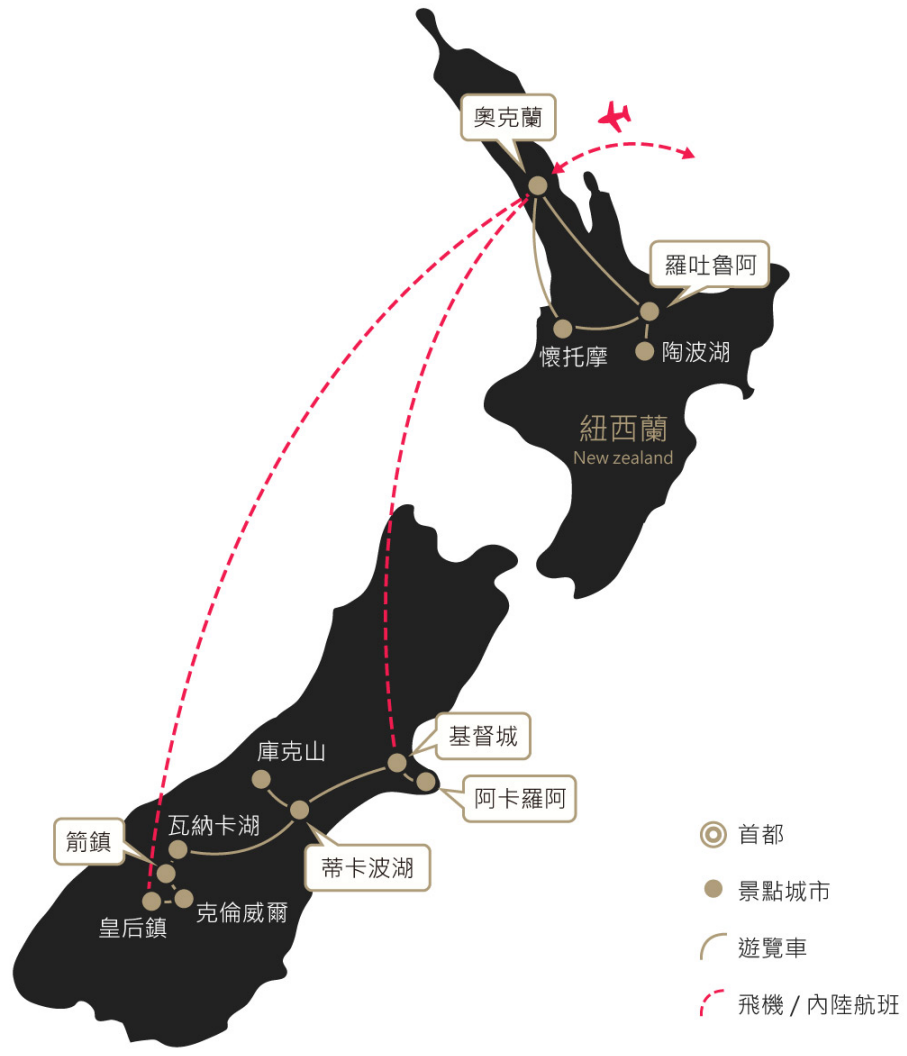 奧克蘭
羅吐魯阿
懷托摩
陶波湖
紐西蘭
New zealand
基督城
庫克山
阿卡羅阿
瓦納卡湖
箭鎮
蒂卡波湖
克倫威爾
皇后鎮
首都
景點城市
遊覽車
飛機 / 內陸航班